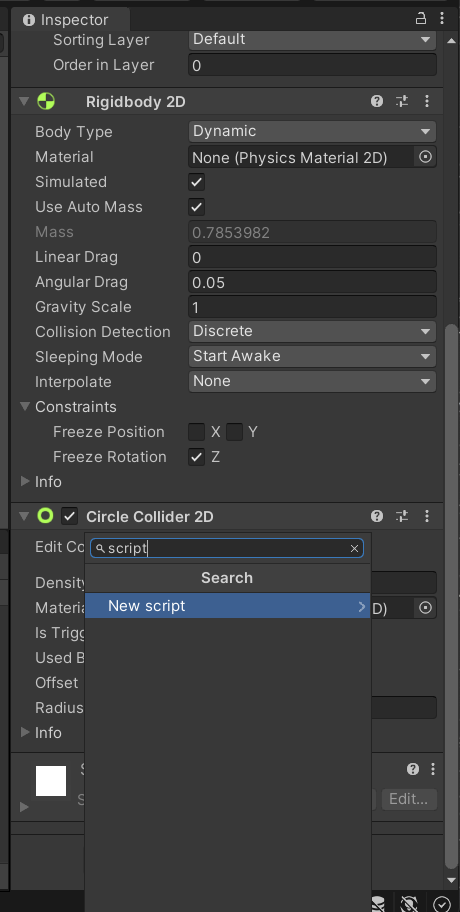 Inspector
Sorting Layer Default
Order in Layer 0
Rigidbody 2D
Body Type Dynamic
Material None (Physics Material 2D)
Simulated
Use Auto Mass
Mass 0.7853982
Linear Drag 0
Angular Drag 0.05
Gravity Scale 1
Collision Detection Discrete
Sleeping Mode Start Awake
Interpolate None
Constraints
Freeze Position X Y
Freeze Rotation Z
Info
Circle Collider 2D
Edit Co
script
Search
Density
New script
Materia D)
Is Trigg
Used B
Offset
Radius
Info
S
S Edit...